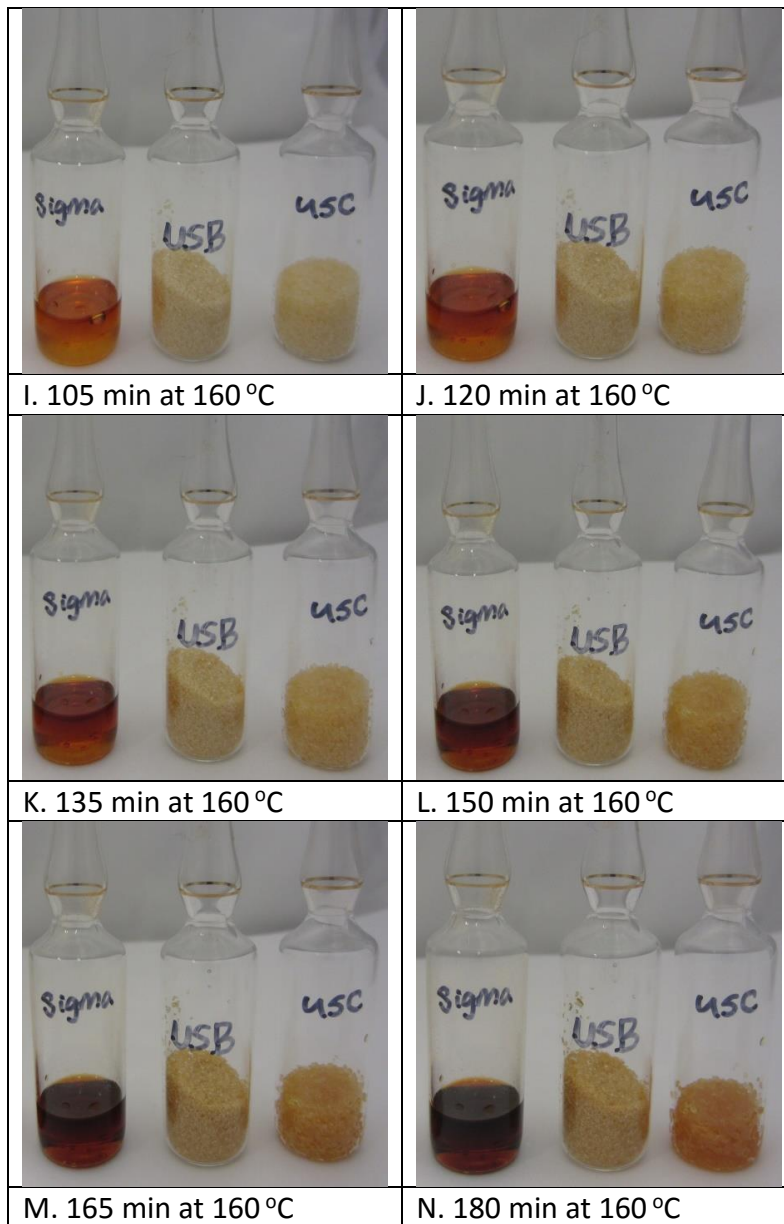 Sigma
USB
USC
Sigma
USB
USC
I. 105 min at 160 °C
J. 120 min at 160 °C
Sigma
USB
USC
Sigma
USB
USC
K. 135 min at 160 °C
L. 150 min at 160 °C
Sigma
USB
USC
Sigma
USB
USC
M. 165 min at 160 °C
N. 180 min at 160 °C